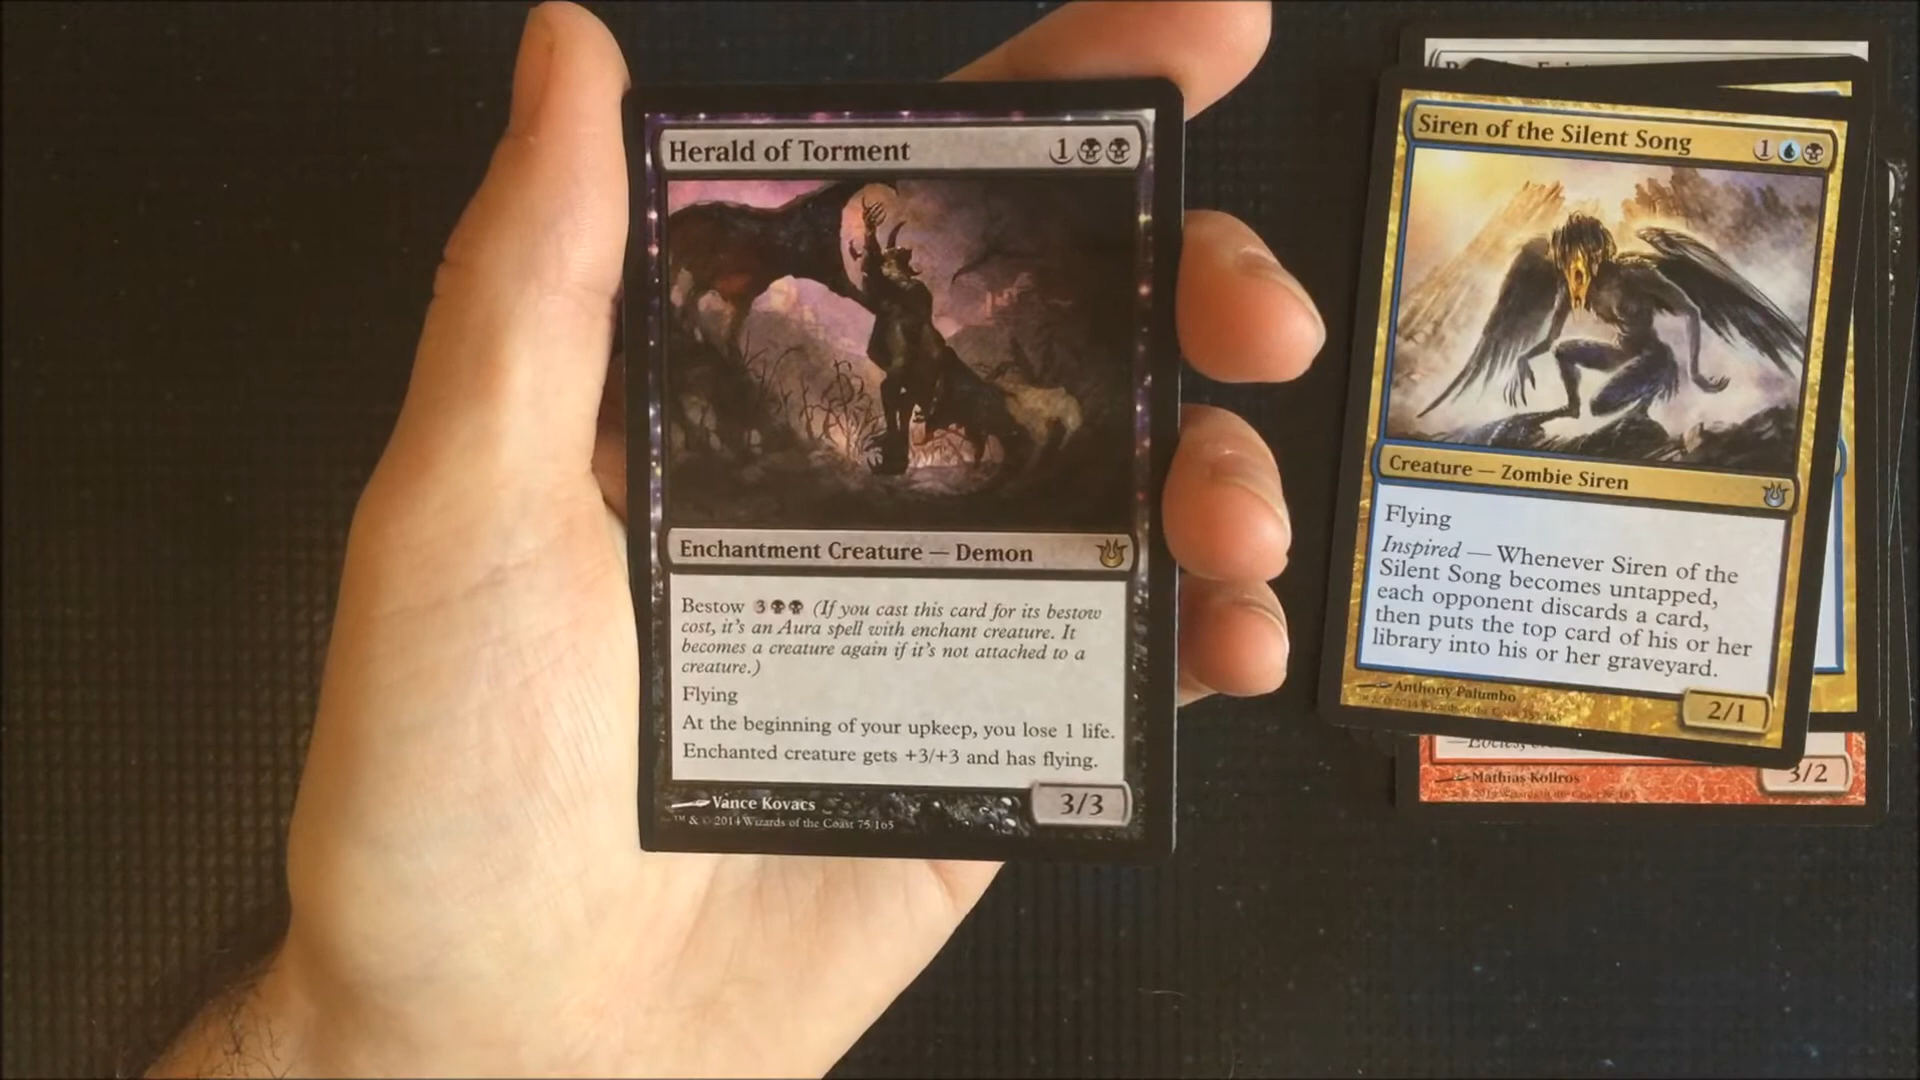 Herald of Torment 1
Enchantment Creature — Demon
Bestow 3 (If you cast this card for its bestow
cost, it's an Aura spell with enchant creature. It
becomes a creature again if it's not attached to a
creature.)
Flying
At the beginning of your upkeep, you lose 1 life.
Enchanted creature gets +3/+3 and has flying.
Vance Kovacs
3/3
™ & © 2014 Wizards of the Coast 75/165
Siren of the Silent Song 1
Creature — Zombie Siren
Flying
Inspired — Whenever Siren of the
Silent Song becomes untapped,
each opponent discards a card,
then puts the top card of his or her
library into his or her graveyard.
Anthony Palumbo
2/1
Mathias Kollros
3/2